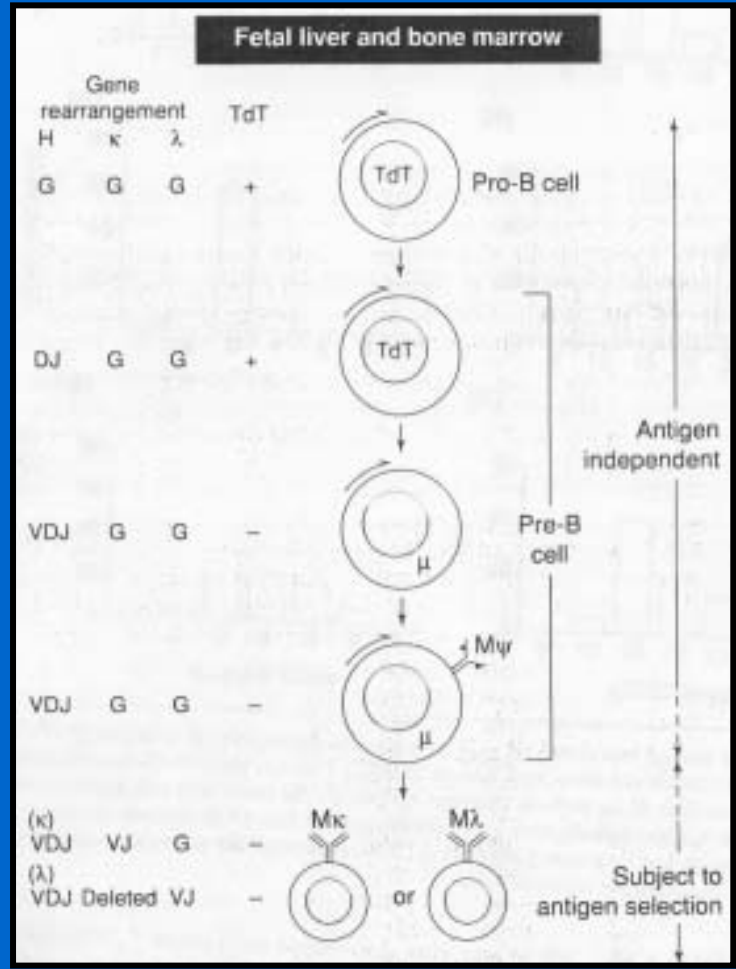 Fetal liver and bone marrow
Gene
rearrangement TdT
H κ λ
G G G + TdT Pro-B cell
DJ G G + TdT
Antigen
independent
VDJ G G – μ Pre-B
cell
Mψ
VDJ G G – μ
(κ) Mκ Mλ
VDJ VJ G –
(λ)
VDJ Deleted VJ – or
Subject to
antigen selection